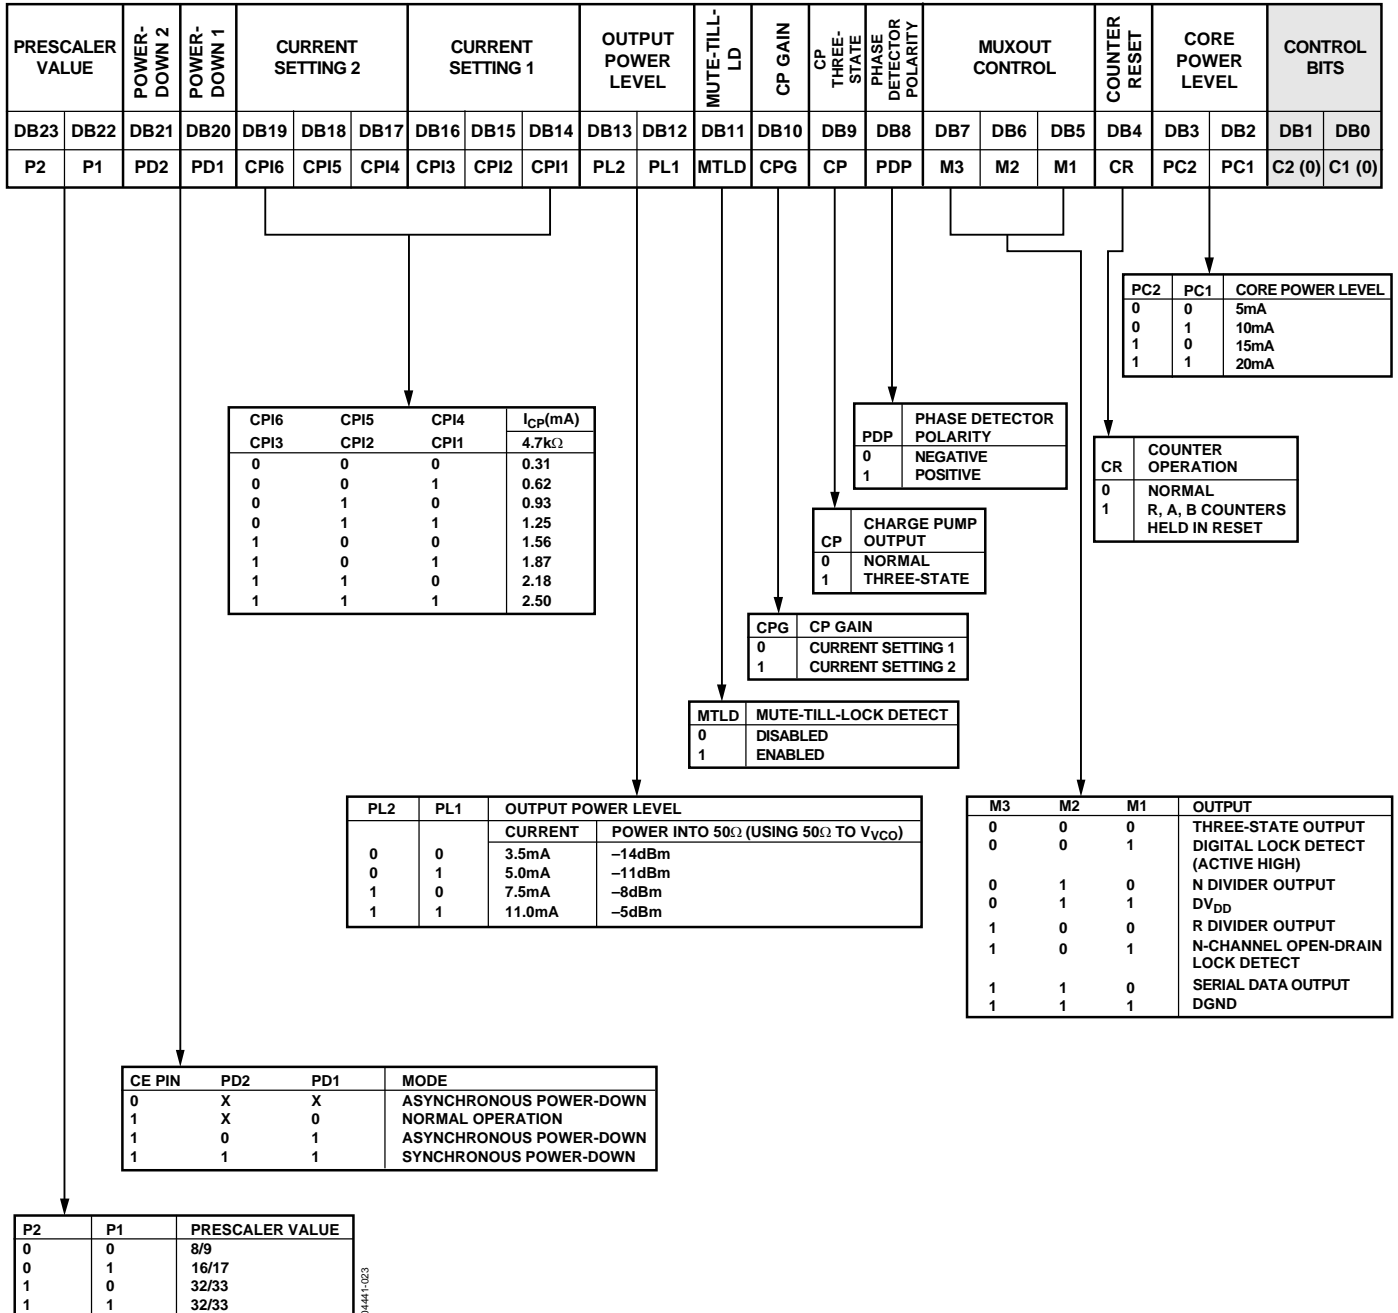 PRESCALER VALUE
POWER-DOWN 2
POWER-DOWN 1
CURRENT SETTING 2
CURRENT SETTING 1
OUTPUT POWER LEVEL
MUTE-TILL-LD
CP GAIN
CP THREE-STATE
PHASE DETECTOR POLARITY
MUXOUT CONTROL
COUNTER RESET
CORE POWER LEVEL
CONTROL BITS
DB23 DB22 DB21 DB20 DB19 DB18 DB17 DB16 DB15 DB14 DB13 DB12 DB11 DB10 DB9 DB8 DB7 DB6 DB5 DB4 DB3 DB2 DB1 DB0
P2 P1 PD2 PD1 CPI6 CPI5 CPI4 CPI3 CPI2 CPI1 PL2 PL1 MTLD CPG CP PDP M3 M2 M1 CR PC2 PC1 C2 (0) C1 (0)
PC2 PC1 CORE POWER LEVEL
0 0 5mA
0 1 10mA
1 0 15mA
1 1 20mA
CPI6 CPI5 CPI4 ICP(mA)
CPI3 CPI2 CPI1 4.7kΩ
0 0 0 0.31
0 0 1 0.62
0 1 0 0.93
0 1 1 1.25
1 0 0 1.56
1 0 1 1.87
1 1 0 2.18
1 1 1 2.50
PHASE DETECTOR
PDP POLARITY
0 NEGATIVE
1 POSITIVE
COUNTER
CR OPERATION
0 NORMAL
1 R, A, B COUNTERS
HELD IN RESET
CHARGE PUMP
CP OUTPUT
0 NORMAL
1 THREE-STATE
CPG CP GAIN
0 CURRENT SETTING 1
1 CURRENT SETTING 2
MTLD MUTE-TILL-LOCK DETECT
0 DISABLED
1 ENABLED
PL2 PL1 OUTPUT POWER LEVEL
CURRENT POWER INTO 50Ω (USING 50Ω TO VVCO)
0 0 3.5mA –14dBm
0 1 5.0mA –11dBm
1 0 7.5mA –8dBm
1 1 11.0mA –5dBm
M3 M2 M1 OUTPUT
0 0 0 THREE-STATE OUTPUT
0 0 1 DIGITAL LOCK DETECT
(ACTIVE HIGH)
0 1 0 N DIVIDER OUTPUT
0 1 1 DVDD
1 0 0 R DIVIDER OUTPUT
1 0 1 N-CHANNEL OPEN-DRAIN
LOCK DETECT
1 1 0 SERIAL DATA OUTPUT
1 1 1 DGND
CE PIN PD2 PD1 MODE
0 X X ASYNCHRONOUS POWER-DOWN
1 X 0 NORMAL OPERATION
1 0 1 ASYNCHRONOUS POWER-DOWN
1 1 1 SYNCHRONOUS POWER-DOWN
P2 P1 PRESCALER VALUE
0 0 8/9
0 1 16/17
1 0 32/33
1 1 32/33